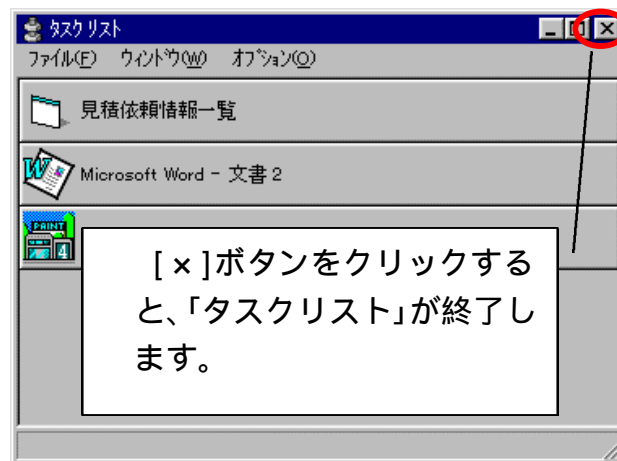 タスク リスト
ファイル(F) ウィンドウ(W) オプション(O)
見積依頼情報一覧
Microsoft Word - 文書 2
PAINT
4
[×]ボタンをクリックする
と、「タスクリスト」が終了し
ます。